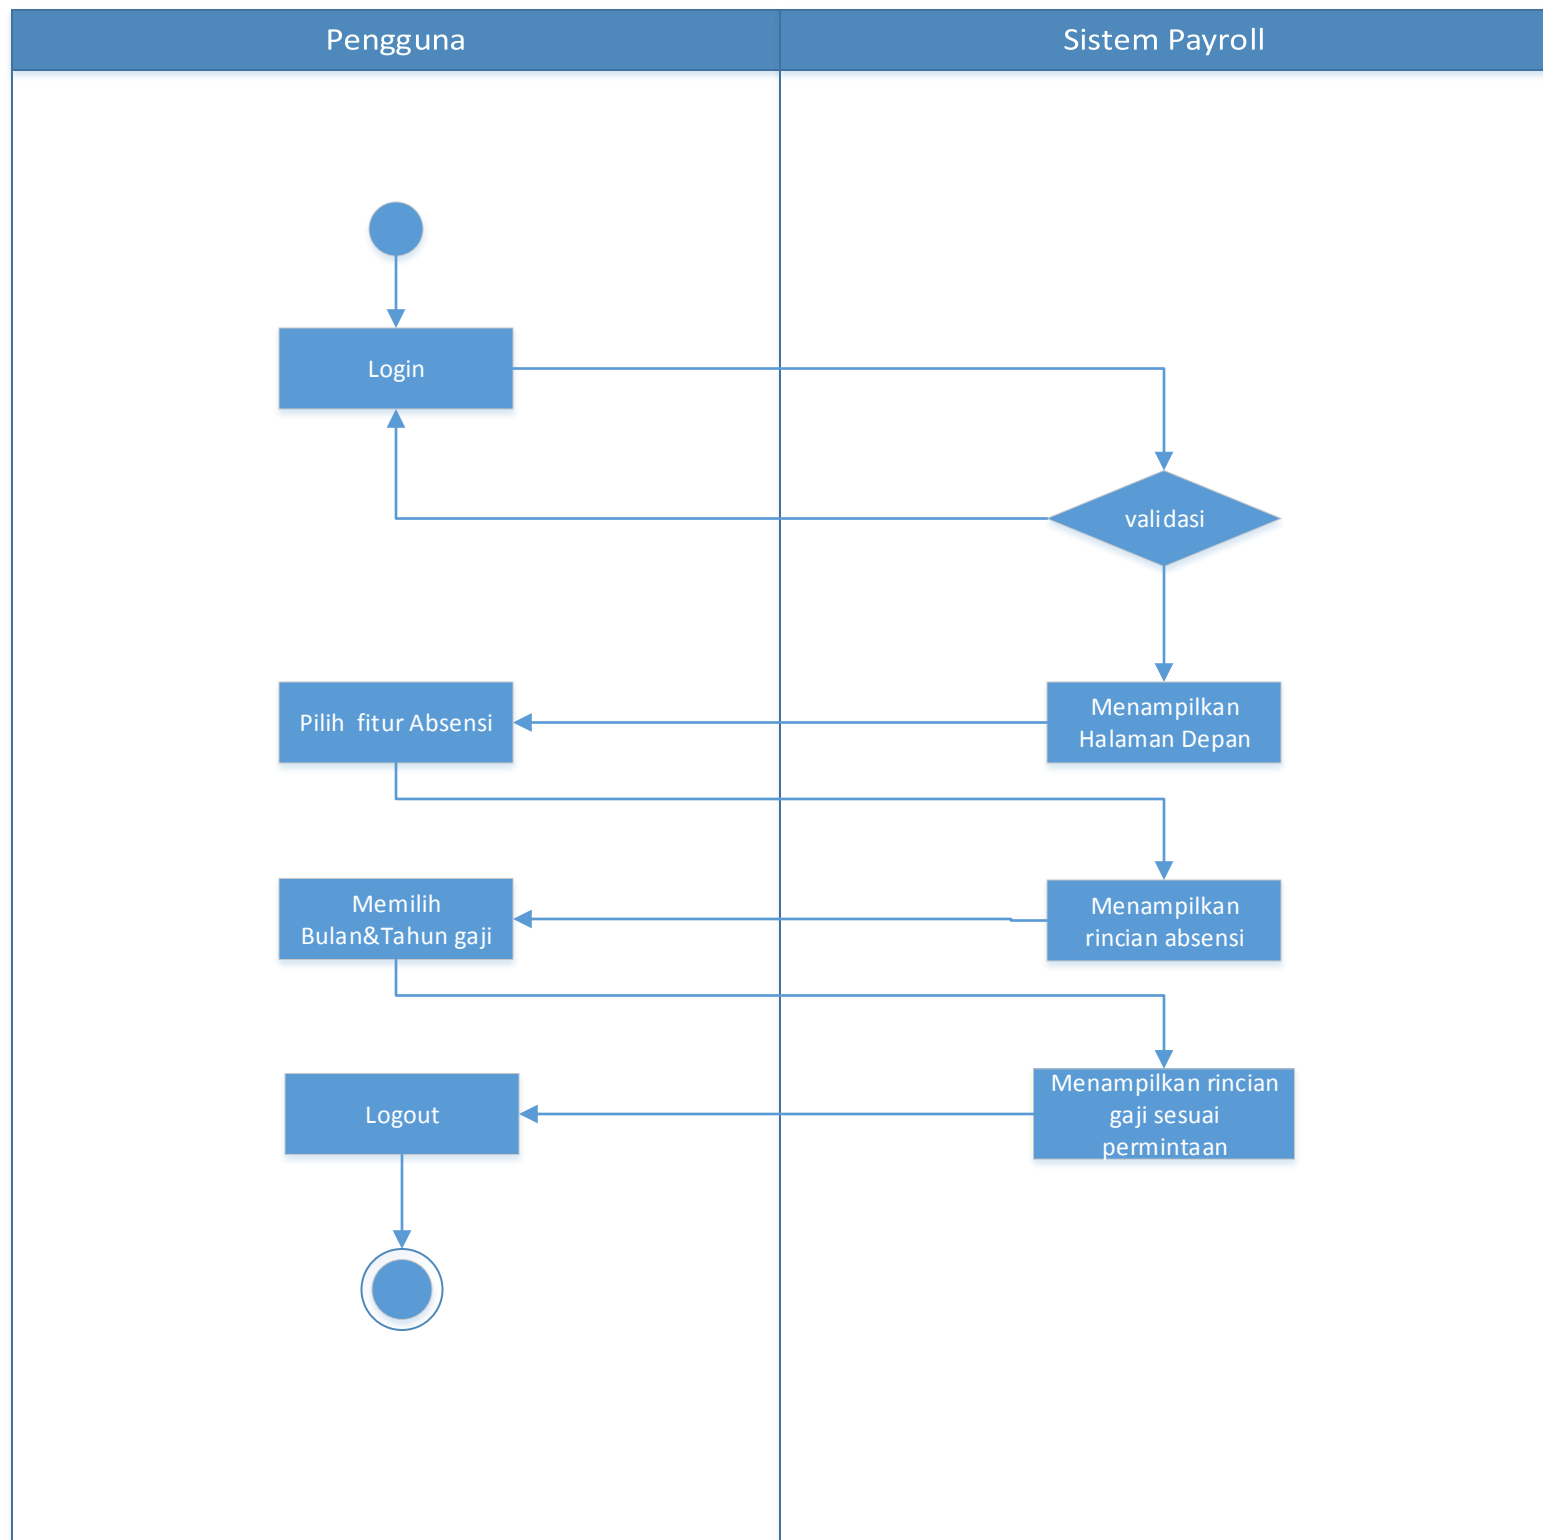 Pengguna
Sistem Payroll
Login
validasi
Menampilkan
Halaman Depan
Pilih fitur Absensi
Menampilkan
rincian absensi
Memilih
Bulan&Tahun gaji
Menampilkan rincian
gaji sesuai
permintaan
Logout